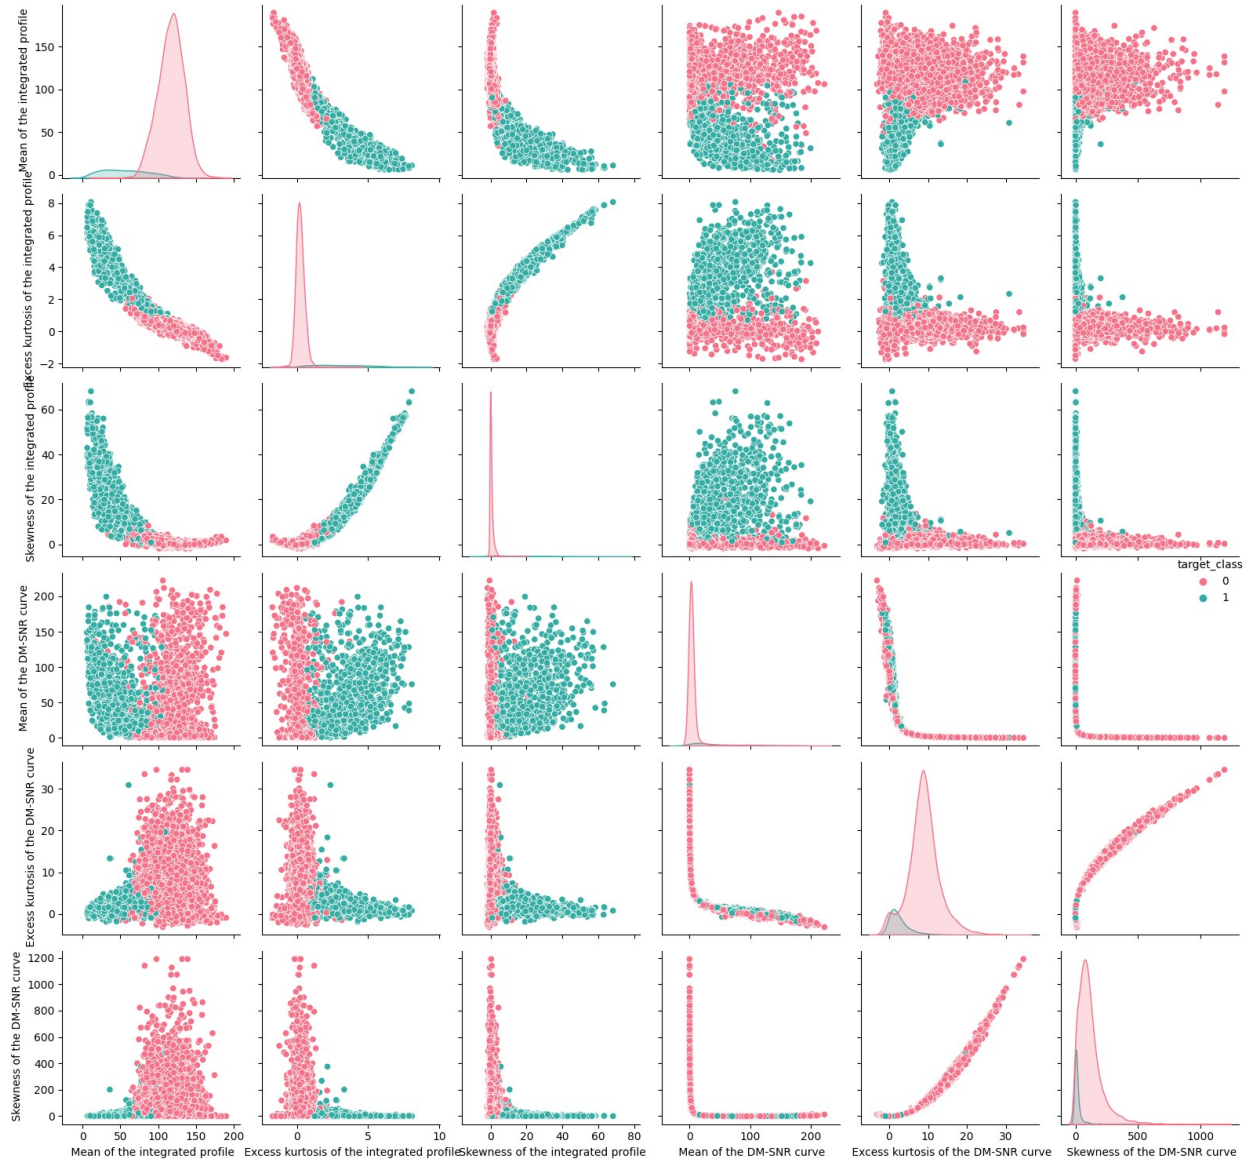 Mean of the integrated profile
150
100
50
0
Excess kurtosis of the integrated profile
8
6
4
2
0
−2
Skewness of the integrated profile
60
40
20
0
target_class
0
1
Mean of the DM-SNR curve
200
150
100
50
0
Excess kurtosis of the DM-SNR curve
30
20
10
0
Skewness of the DM-SNR curve
1200
1000
800
600
400
200
0
0 50 100 150 200
0 5 10
0 20 40 60 80
0 100 200
0 10 20 30
0 500 1000
Mean of the integrated profile
Excess kurtosis of the integrated profile
Skewness of the integrated profile
Mean of the DM-SNR curve
Excess kurtosis of the DM-SNR curve
Skewness of the DM-SNR curve